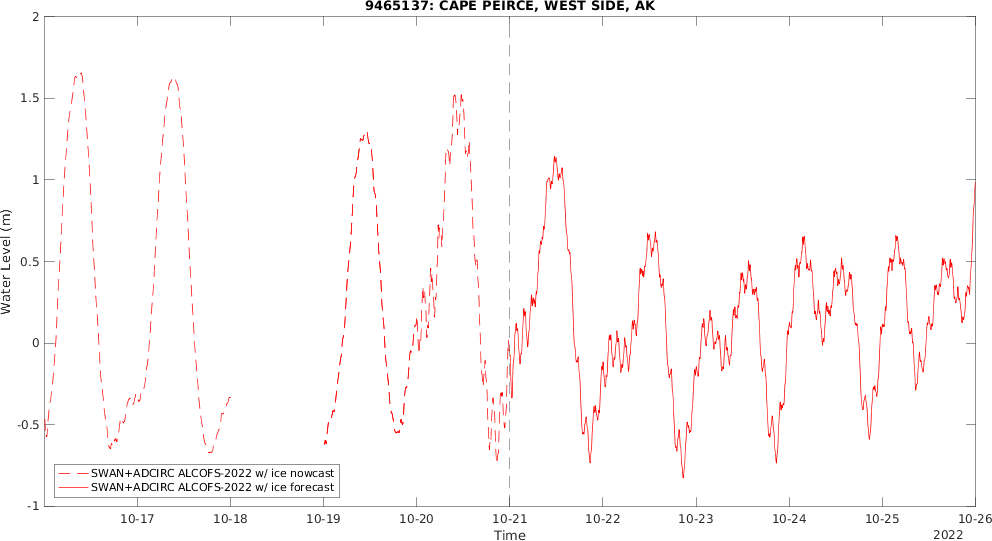 9465137: CAPE PEIRCE, WEST SIDE, AK
2
1.5
1
0.5
0
-0.5
-1
Water Level (m)
SWAN+ADCIRC ALCOFS-2022 w/ ice nowcast
SWAN+ADCIRC ALCOFS-2022 w/ ice forecast
10-17 10-18 10-19 10-20 10-21 10-22 10-23 10-24 10-25 10-26
Time
2022